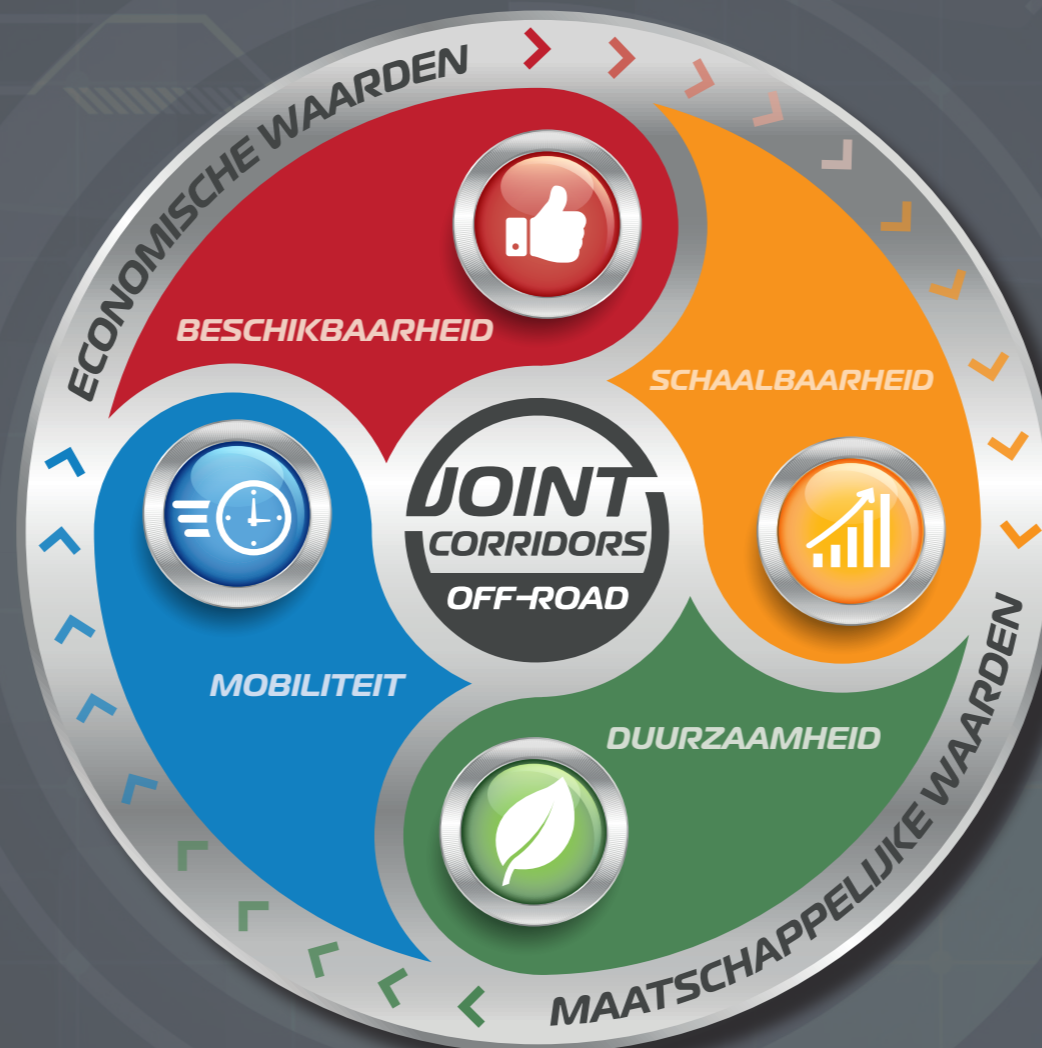 ECONOMISCHE WAARDEN
BESCHIKBAARHEID
SCHAALBAARHEID
JOINT
CORRIDORS
OFF-ROAD
MOBILITEIT
DUURZAAMHEID
MAATSCHAPPELIJKE WAARDEN